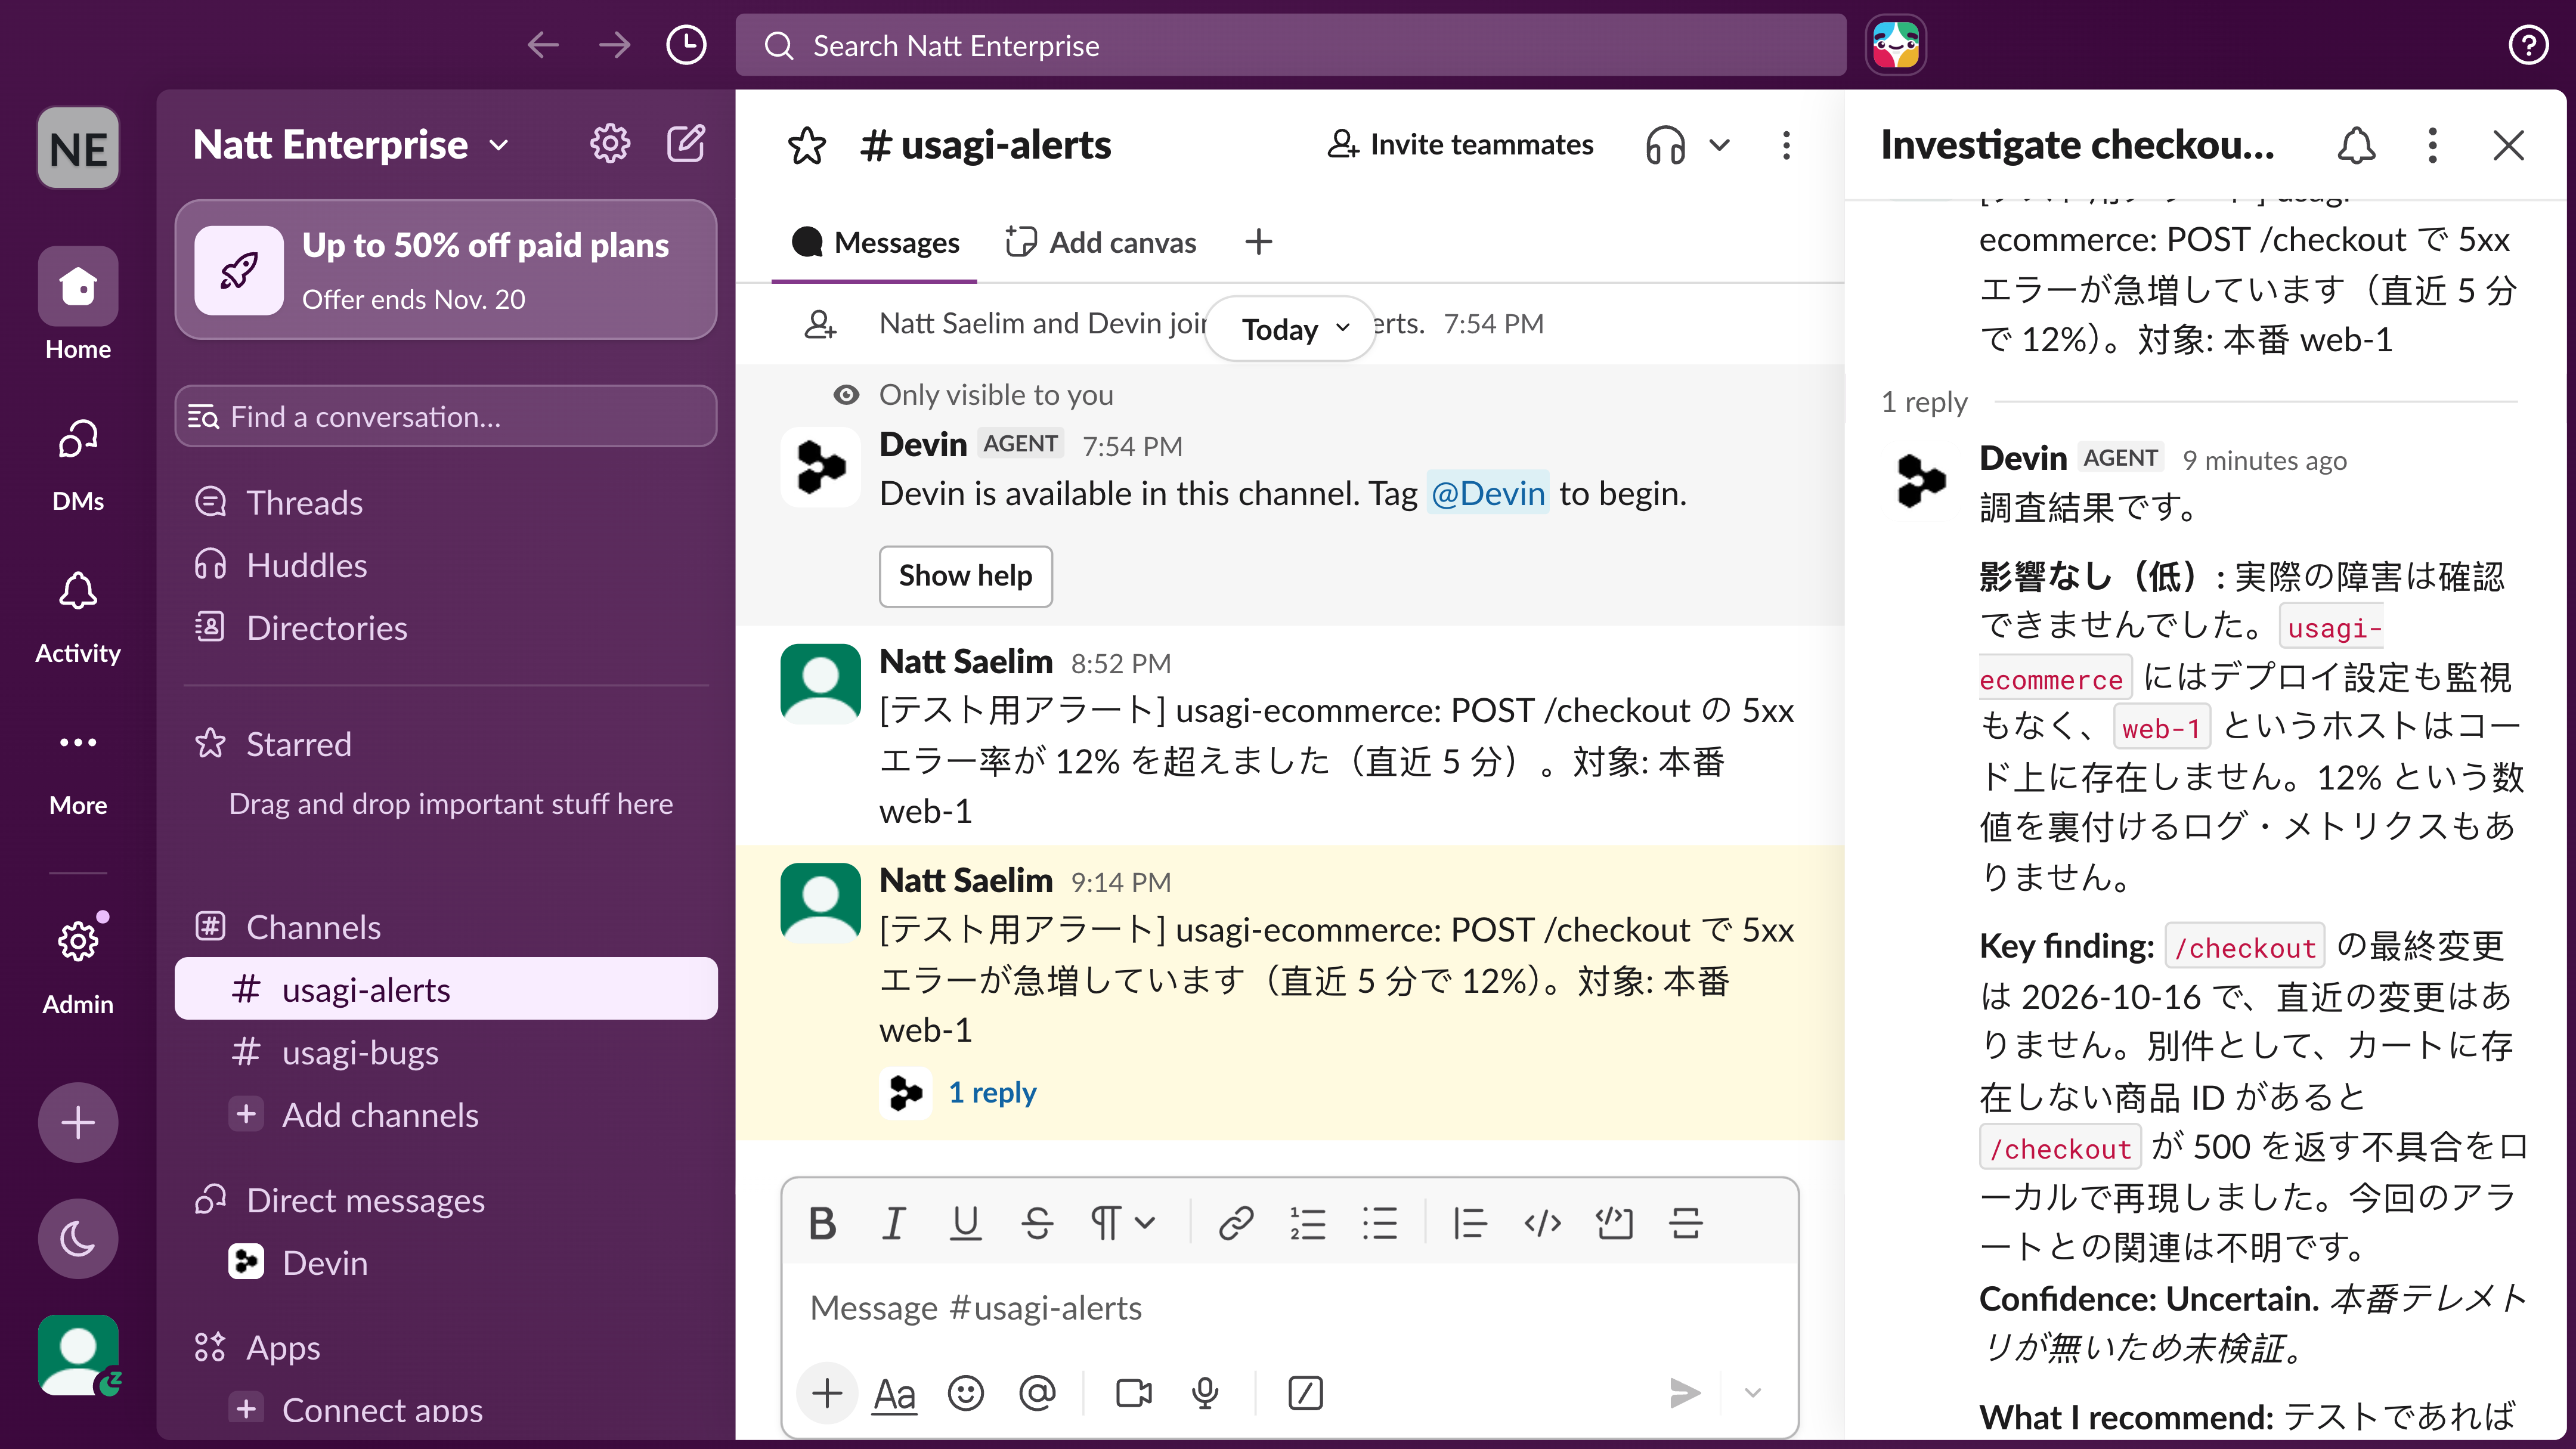 Search Natt Enterprise
NE
Home
DMs
Activity
More
Admin
Natt Enterprise
Up to 50% off paid plans
Offer ends Nov. 20
Find a conversation...
Threads
Huddles
Directories
Starred
Drag and drop important stuff here
Channels
# usagi-alerts
# usagi-bugs
Add channels
Direct messages
Devin
Apps
Connect apps
# usagi-alerts
Invite teammates
Messages
Add canvas
Natt Saelim and Devin
Today
7:54 PM
Only visible to you
Devin AGENT 7:54 PM
Devin is available in this channel. Tag @Devin to begin.
Show help
Natt Saelim 8:52 PM
[テスト用アラート] usagi-ecommerce: POST /checkout の 5xx
エラー率が 12% を超えました（直近 5 分）。対象: 本番
web-1
Natt Saelim 9:14 PM
[テスト用アラート] usagi-ecommerce: POST /checkout で 5xx
エラーが急増しています（直近 5 分で 12%）。対象: 本番
web-1
1 reply
Message #usagi-alerts
Aa
Investigate checkou...
ecommerce: POST /checkout で 5xx
エラーが急増しています（直近 5 分
で 12%）。対象: 本番 web-1
1 reply
Devin AGENT 9 minutes ago
調査結果です。
影響なし（低）: 実際の障害は確認
できませんでした。usagi-
ecommerce にはデプロイ設定も監視
もなく、web-1 というホストはコー
ド上に存在しません。12% という数
値を裏付けるログ・メトリクスもあ
りません。
Key finding: /checkout の最終変更
は 2026-10-16 で、直近の変更はあ
りません。別件として、カートに存
在しない商品 ID があると
/checkout が 500 を返す不具合をロ
ーカルで再現しました。今回のアラ
ートとの関連は不明です。
Confidence: Uncertain. 本番テレメト
リが無いため未検証。
What I recommend: テストであれば